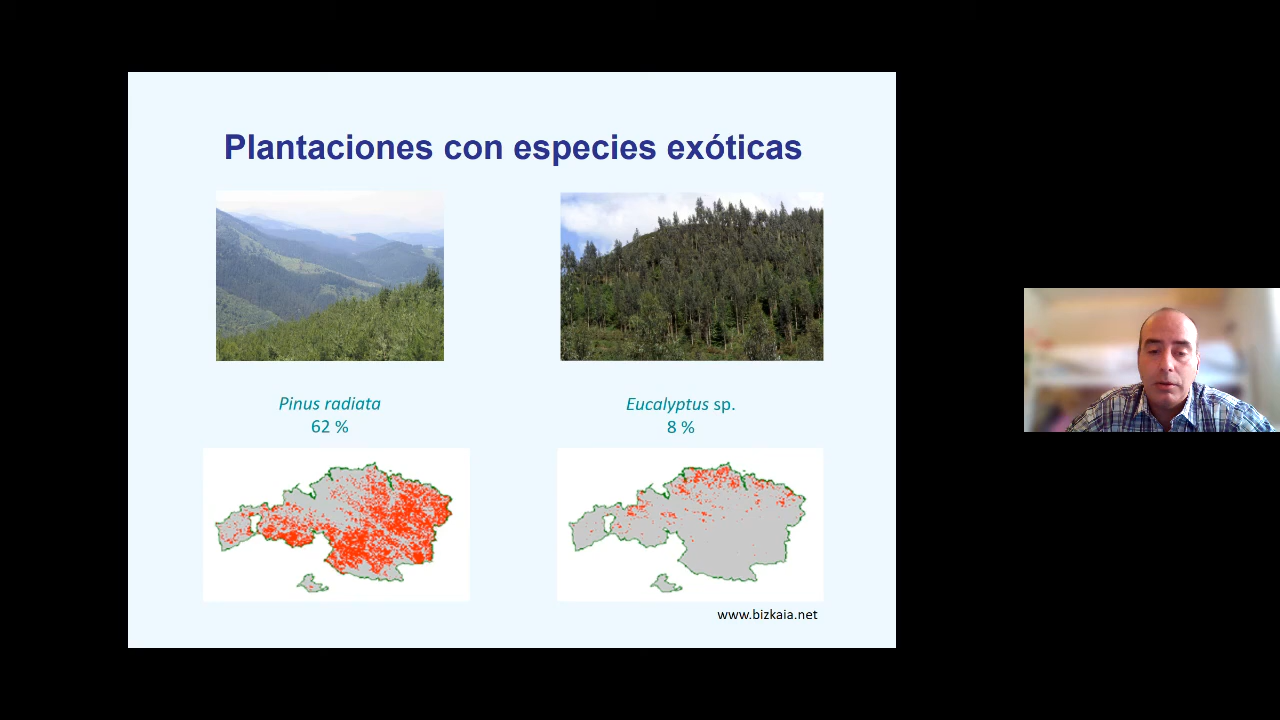 Plantaciones con especies exóticas
Pinus radiata
62 %
Eucalyptus sp.
8 %
www.bizkaia.net